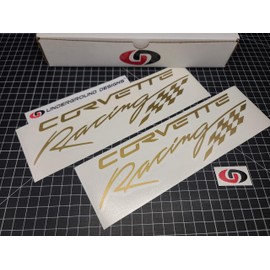 UNDERGROUND DESIGNS
CORVETTE
Racing
CORVETTE
Racing